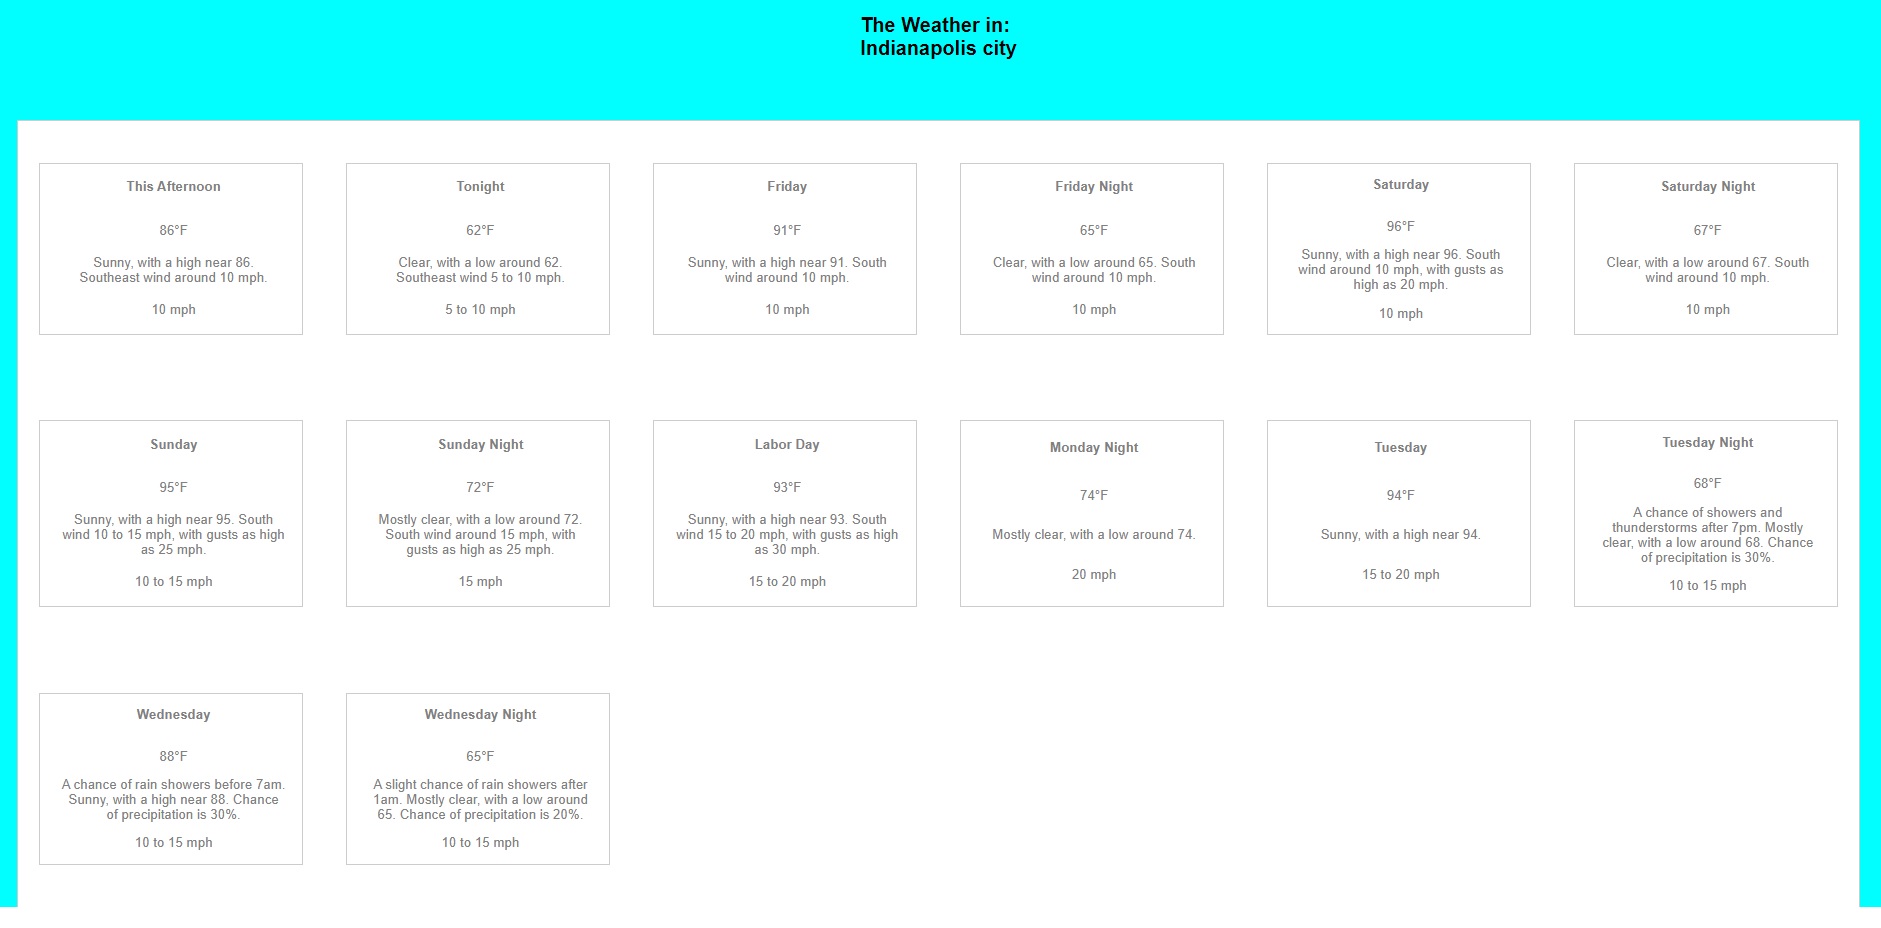 The Weather in:
Indianapolis city
This Afternoon
86°F
Sunny, with a high near 86.
Southeast wind around 10 mph.
10 mph
Tonight
62°F
Clear, with a low around 62.
Southeast wind 5 to 10 mph.
5 to 10 mph
Friday
91°F
Sunny, with a high near 91. South
wind around 10 mph.
10 mph
Friday Night
65°F
Clear, with a low around 65. South
wind around 10 mph.
10 mph
Saturday
96°F
Sunny, with a high near 96. South
wind around 10 mph, with gusts as
high as 20 mph.
10 mph
Saturday Night
67°F
Clear, with a low around 67. South
wind around 10 mph.
10 mph
Sunday
95°F
Sunny, with a high near 95. South
wind 10 to 15 mph, with gusts as high
as 25 mph.
10 to 15 mph
Sunday Night
72°F
Mostly clear, with a low around 72.
South wind around 15 mph, with
gusts as high as 25 mph.
15 mph
Labor Day
93°F
Sunny, with a high near 93. South
wind 15 to 20 mph, with gusts as high
as 30 mph.
15 to 20 mph
Monday Night
74°F
Mostly clear, with a low around 74.
20 mph
Tuesday
94°F
Sunny, with a high near 94.
15 to 20 mph
Tuesday Night
68°F
A chance of showers and
thunderstorms after 7pm. Mostly
clear, with a low around 68. Chance
of precipitation is 30%.
10 to 15 mph
Wednesday
88°F
A chance of rain showers before 7am.
Sunny, with a high near 88. Chance
of precipitation is 30%.
10 to 15 mph
Wednesday Night
65°F
A slight chance of rain showers after
1am. Mostly clear, with a low around
65. Chance of precipitation is 20%.
10 to 15 mph